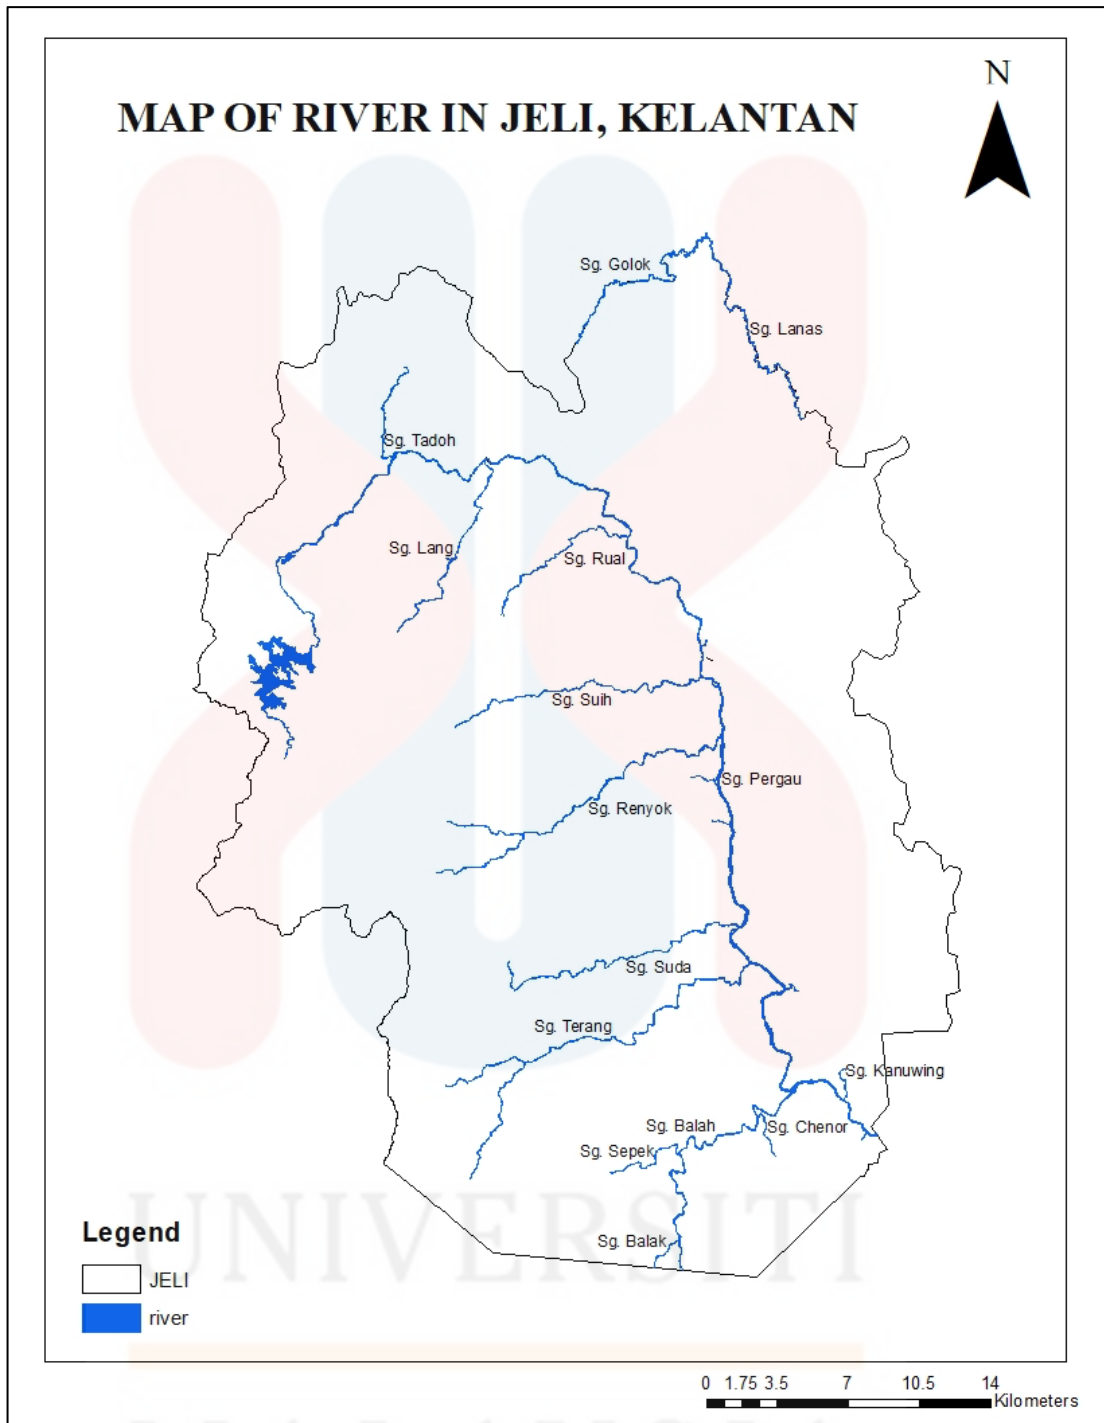 N
MAP OF RIVER IN JELI, KELANTAN
Sg. Golok
Sg. Lanas
Sg. Tadoh
Sg. Lang
Sg. Rual
Sg. Suih
Sg. Pergau
Sg. Renyok
Sg. Suda
Sg. Terang
Sg. Kanuwing
Sg. Balah
Sg. Chenor
Sg. Sepek
Sg. Balak
UNIVERSITI
Legend
JELI
river
0 1.75 3.5 7 10.5 14
Kilometers